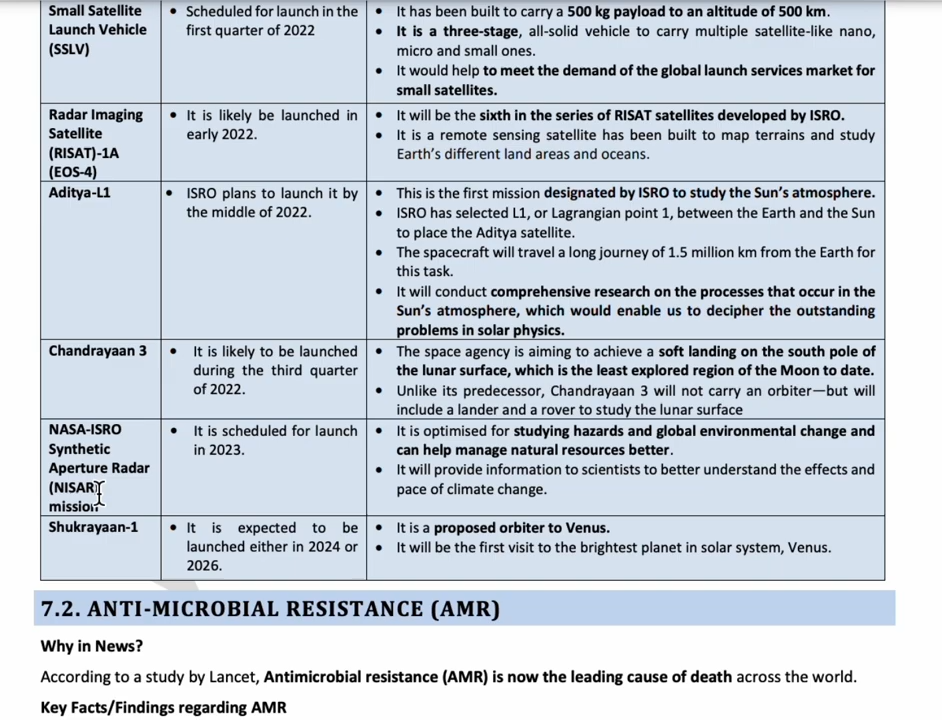 Small Satellite
Launch Vehicle
(SSLV)
• Scheduled for launch in the
first quarter of 2022
• It has been built to carry a 500 kg payload to an altitude of 500 km.
• It is a three-stage, all-solid vehicle to carry multiple satellite-like nano,
micro and small ones.
• It would help to meet the demand of the global launch services market for
small satellites.
Radar Imaging
Satellite
(RISAT)-1A
(EOS-4)
• It is likely be launched in
early 2022.
• It will be the sixth in the series of RISAT satellites developed by ISRO.
• It is a remote sensing satellite has been built to map terrains and study
Earth's different land areas and oceans.
Aditya-L1
• ISRO plans to launch it by
the middle of 2022.
• This is the first mission designated by ISRO to study the Sun's atmosphere.
• ISRO has selected L1, or Lagrangian point 1, between the Earth and the Sun
to place the Aditya satellite.
• The spacecraft will travel a long journey of 1.5 million km from the Earth for
this task.
• It will conduct comprehensive research on the processes that occur in the
Sun's atmosphere, which would enable us to decipher the outstanding
problems in solar physics.
Chandrayaan 3
• It is likely to be launched
during the third quarter
of 2022.
• The space agency is aiming to achieve a soft landing on the south pole of
the lunar surface, which is the least explored region of the Moon to date.
• Unlike its predecessor, Chandrayaan 3 will not carry an orbiter—but will
include a lander and a rover to study the lunar surface
NASA-ISRO
Synthetic
Aperture Radar
(NISAR)
mission
• It is scheduled for launch
in 2023.
• It is optimised for studying hazards and global environmental change and
can help manage natural resources better.
• It will provide information to scientists to better understand the effects and
pace of climate change.
Shukrayaan-1
• It is expected to be
launched either in 2024 or
2026.
• It is a proposed orbiter to Venus.
• It will be the first visit to the brightest planet in solar system, Venus.
7.2. ANTI-MICROBIAL RESISTANCE (AMR)
Why in News?
According to a study by Lancet, Antimicrobial resistance (AMR) is now the leading cause of death across the world.
Key Facts/Findings regarding AMR